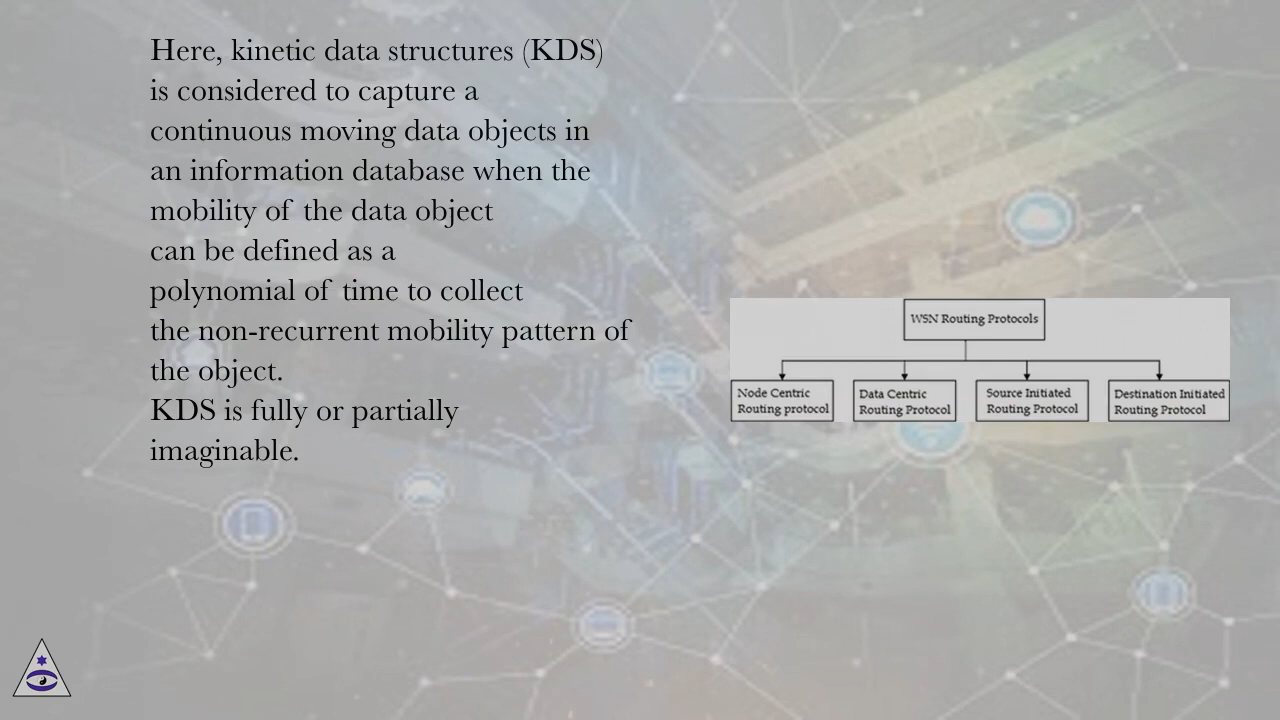 Here, kinetic data structures (KDS)
is considered to capture a
continuous moving data objects in
an information database when the
mobility of the data object
can be defined as a
polynomial of time to collect
the non-recurrent mobility pattern of
the object.
KDS is fully or partially
imaginable.
WSN Routing Protocols
Node Centric
Routing protocol
Data Centric
Routing Protocol
Source Initiated
Routing Protocol
Destination Initiated
Routing Protocol